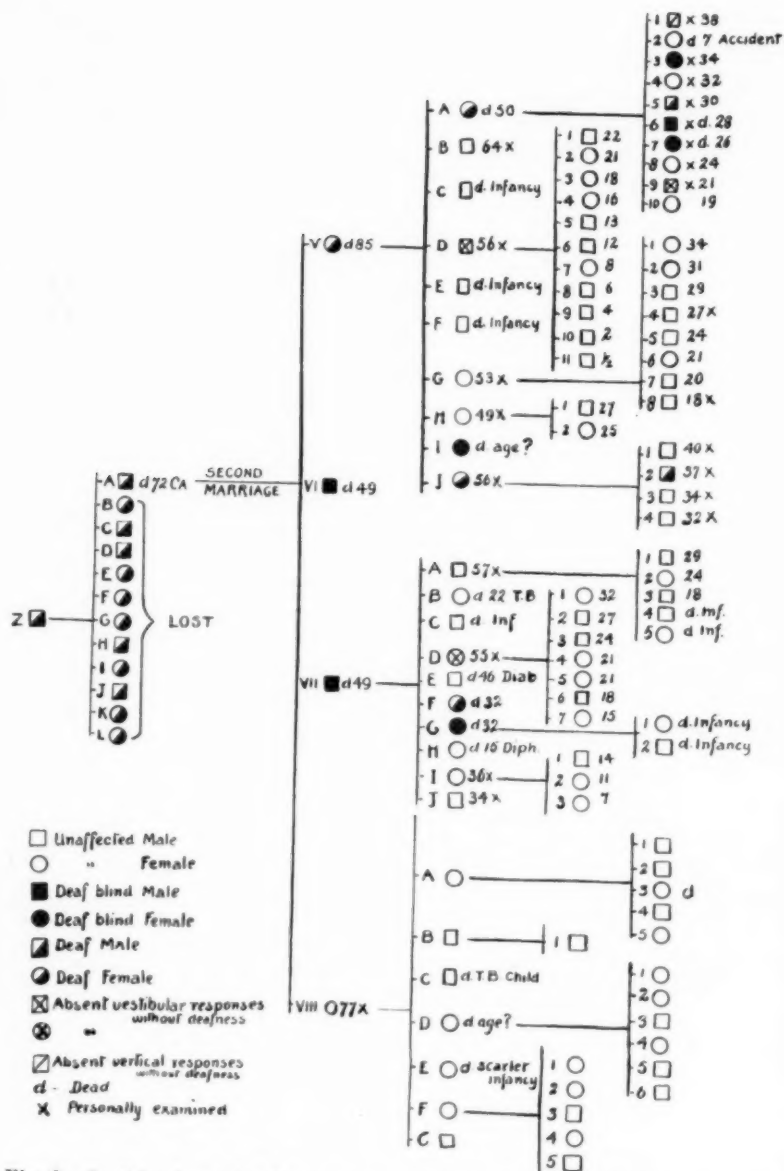 1 x 38
2 d 7 Accident
3 x 34
4 x 32
5 x 30
6 x d. 28
7 x d. 26
8 x 24
9 x 21
10 19
A d 50
B 64 x
C d. Infancy
D 56 x
E d. Infancy
F d. Infancy
G 53 x
H 49 x
I d. age?
J 56 x
1 22
2 21
3 18
4 16
5 13
6 12
7 8
8 6
9 4
10 2
11 ½
1 34
2 31
3 29
4 27 x
5 24
6 21
7 20
8 18 x
1 27
2 25
1 40 x
2 37 x
3 34 x
4 32 x
V d 85
VI d 49
VII d 49
VIII 77 x
SECOND
MARRIAGE
Z
A d 72 CA
B
C
D
E
F
G
H
I
J
K
L
LOST
A 57 x
B d 22 T.B
C d. Inf
D 55 x
E d 46 Diab
F d 32
G d 32
H d 16 Diph.
I 36 x
J 34 x
1 29
2 24
3 18
4 d. Inf.
5 d. Inf.
1 32
2 27
3 24
4 21
5 21
6 18
7 15
1 d. Infancy
2 d. Infancy
1 14
2 11
3 7
A
B
C d. T.B. Child
D d age?
E d scarlet
infancy
F
G
1
2
3 d
4
5
1
1
2
3
4
5
6
1
2
3
4
5
Unaffected Male
" Female
Deaf blind Male
Deaf blind Female
Deaf Male
Deaf Female
Absent vestibular responses
without deafness
"
Absent vertical responses
without deafness
d - Dead
x Personally examined